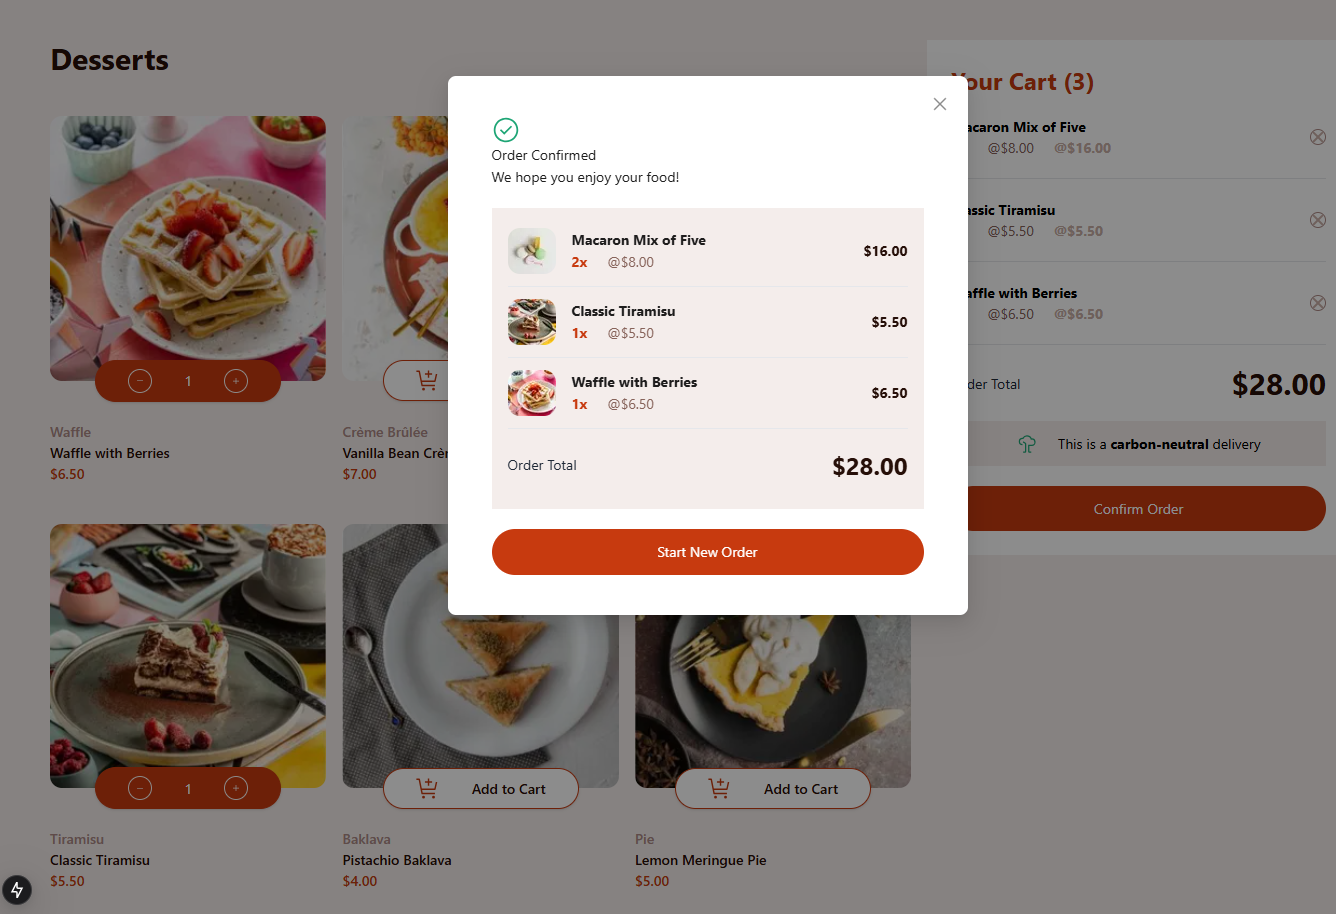 Desserts
1
Waffle
Waffle with Berries
$6.50
Crème Brûlée
Vanilla Bean
$7.00
1
Tiramisu
Classic Tiramisu
$5.50
Add to Cart
Baklava
Pistachio Baklava
$4.00
Add to Cart
Pie
Lemon Meringue Pie
$5.00
Order Confirmed
We hope you enjoy your food!
Macaron Mix of Five
2x @$8.00
$16.00
Classic Tiramisu
1x @$5.50
$5.50
Waffle with Berries
1x @$6.50
$6.50
Order Total
$28.00
Start New Order
Your Cart (3)
Macaron Mix of Five
@$8.00 @$16.00
Classic Tiramisu
@$5.50 @$5.50
Waffle with Berries
@$6.50 @$6.50
Order Total
$28.00
This is a carbon-neutral delivery
Confirm Order